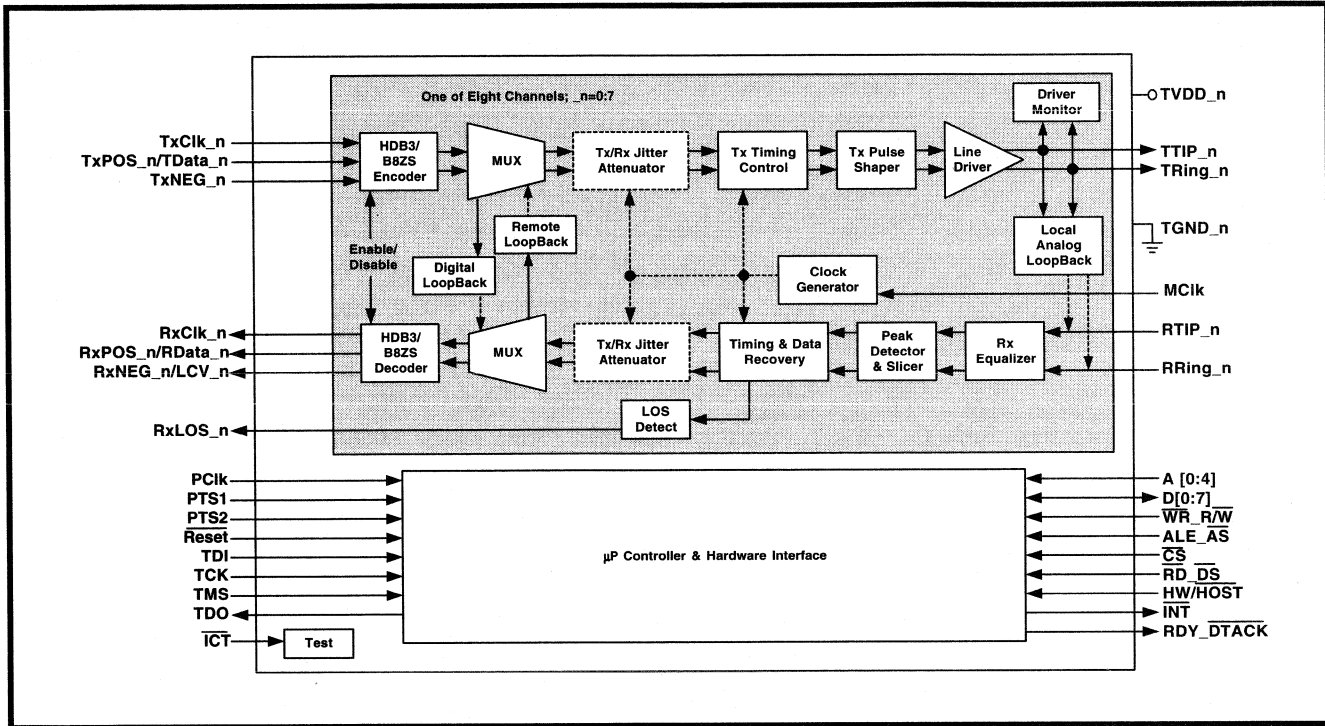 One of Eight Channels; _n=0:7
Driver
Monitor
TVDD_n
TxClk_n
TxPOS_n/TData_n
TxNEG_n
HDB3/
B8ZS
Encoder
MUX
Tx/Rx Jitter
Attenuator
Tx Timing
Control
Tx Pulse
Shaper
Line
Driver
TTIP_n
TRing_n
Enable/
Disable
Remote
LoopBack
Digital
LoopBack
Local
Analog
LoopBack
TGND_n
Clock
Generator
MClk
RxClk_n
RxPOS_n/RData_n
RxNEG_n/LCV_n
HDB3/
B8ZS
Decoder
MUX
Tx/Rx Jitter
Attenuator
Timing & Data
Recovery
Peak
Detector
& Slicer
Rx
Equalizer
RTIP_n
RRing_n
LOS
Detect
RxLOS_n
PClk
PTS1
PTS2
Reset
TDI
TCK
TMS
TDO
ICT
Test
µP Controller & Hardware Interface
A [0:4]
D[0:7]
WR_R/W
ALE_AS
CS
RD_DS
HW/HOST
INT
RDY_DTACK